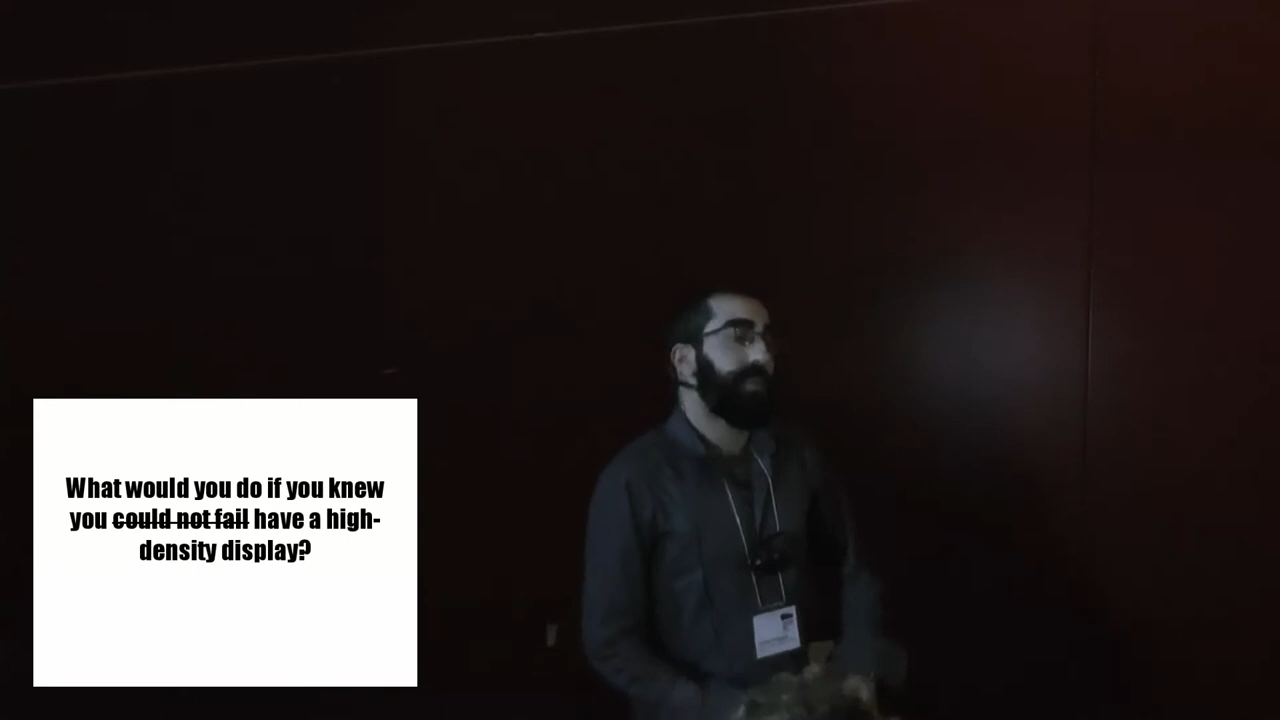 What would you do if you knew
you ~~could not fail~~ have a high-
density display?